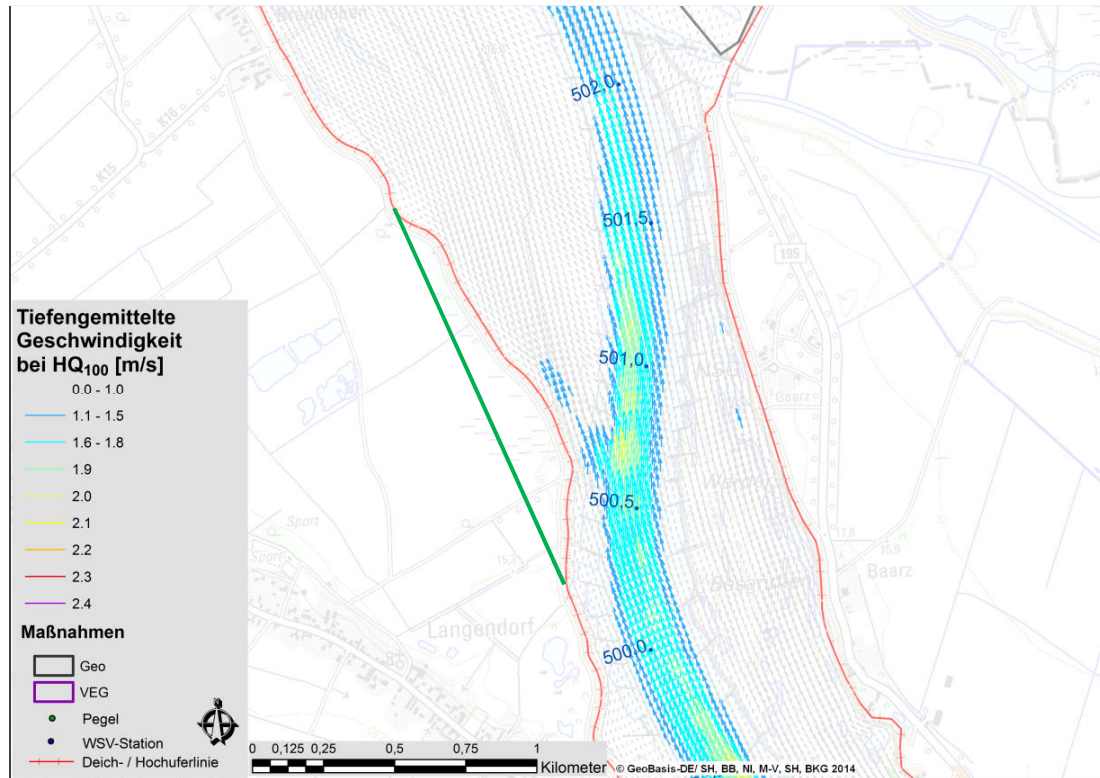 Brandleben
K16
K15
502,0
501,5
195
501,0
Gaarz
Werder
500,5
17,8
15,9
Baarz
15,3
Sport
Sport
Besandter
Langendorf
500,0
Tiefengemittelte
Geschwindigkeit
bei HQ100 [m/s]
0.0 - 1.0
1.1 - 1.5
1.6 - 1.8
1.9
2.0
2.1
2.2
2.3
2.4
Maßnahmen
Geo
VEG
Pegel
WSV-Station
Deich- / Hochuferlinie
0 0,125 0,25 0,5 0,75 1
Kilometer
© GeoBasis-DE/ SH, BB, NI, M-V, SH, BKG 2014